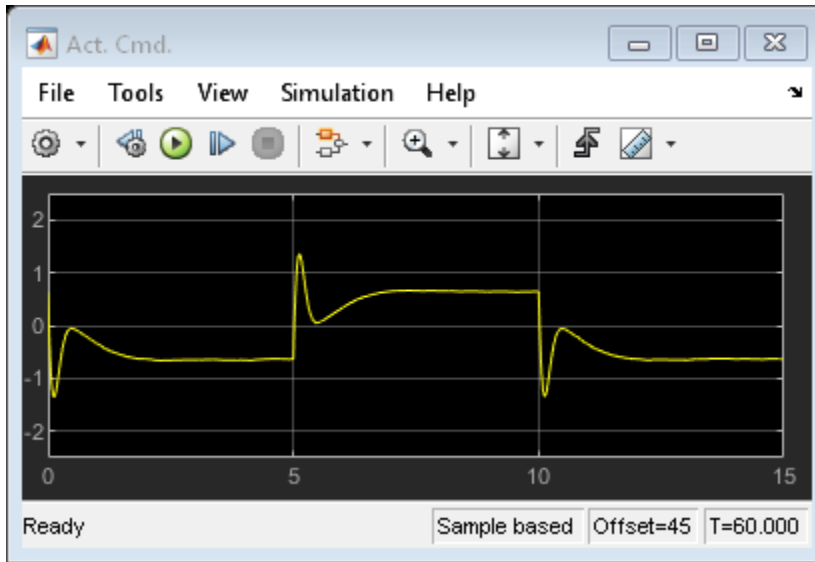 Act. Cmd.
File Tools View Simulation Help
2
1
0
-1
-2
0 5 10 15
Ready Sample based Offset=45 T=60.000